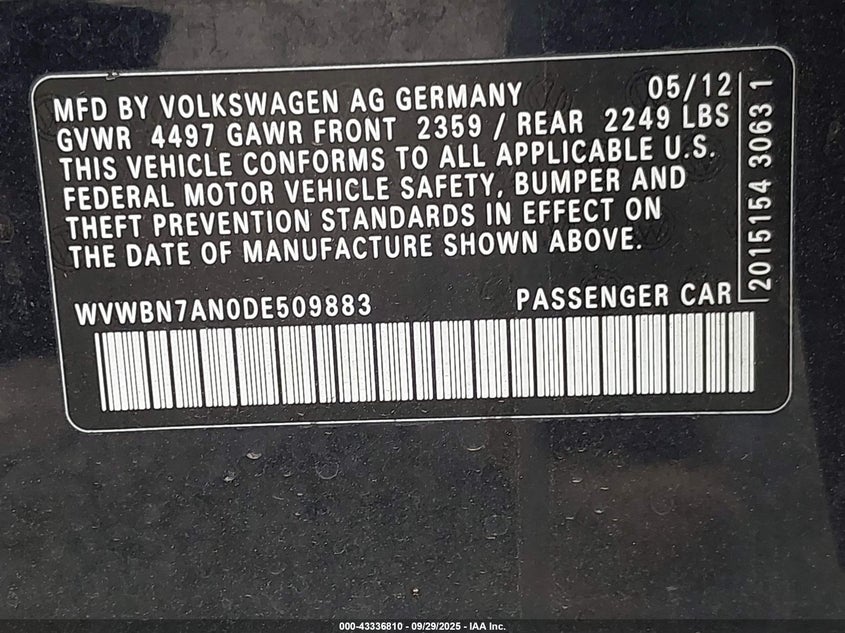 MFD BY VOLKSWAGEN AG GERMANY 05/12
GVWR 4497 GAWR FRONT 2359 / REAR 2249 LBS
THIS VEHICLE CONFORMS TO ALL APPLICABLE U.S.
FEDERAL MOTOR VEHICLE SAFETY, BUMPER AND
THEFT PREVENTION STANDARDS IN EFFECT ON
THE DATE OF MANUFACTURE SHOWN ABOVE.
WVWBN7AN0DE509883 PASSENGER CAR
2015154 3063 1
000-43336810 - 09/29/2025 - IAA Inc.